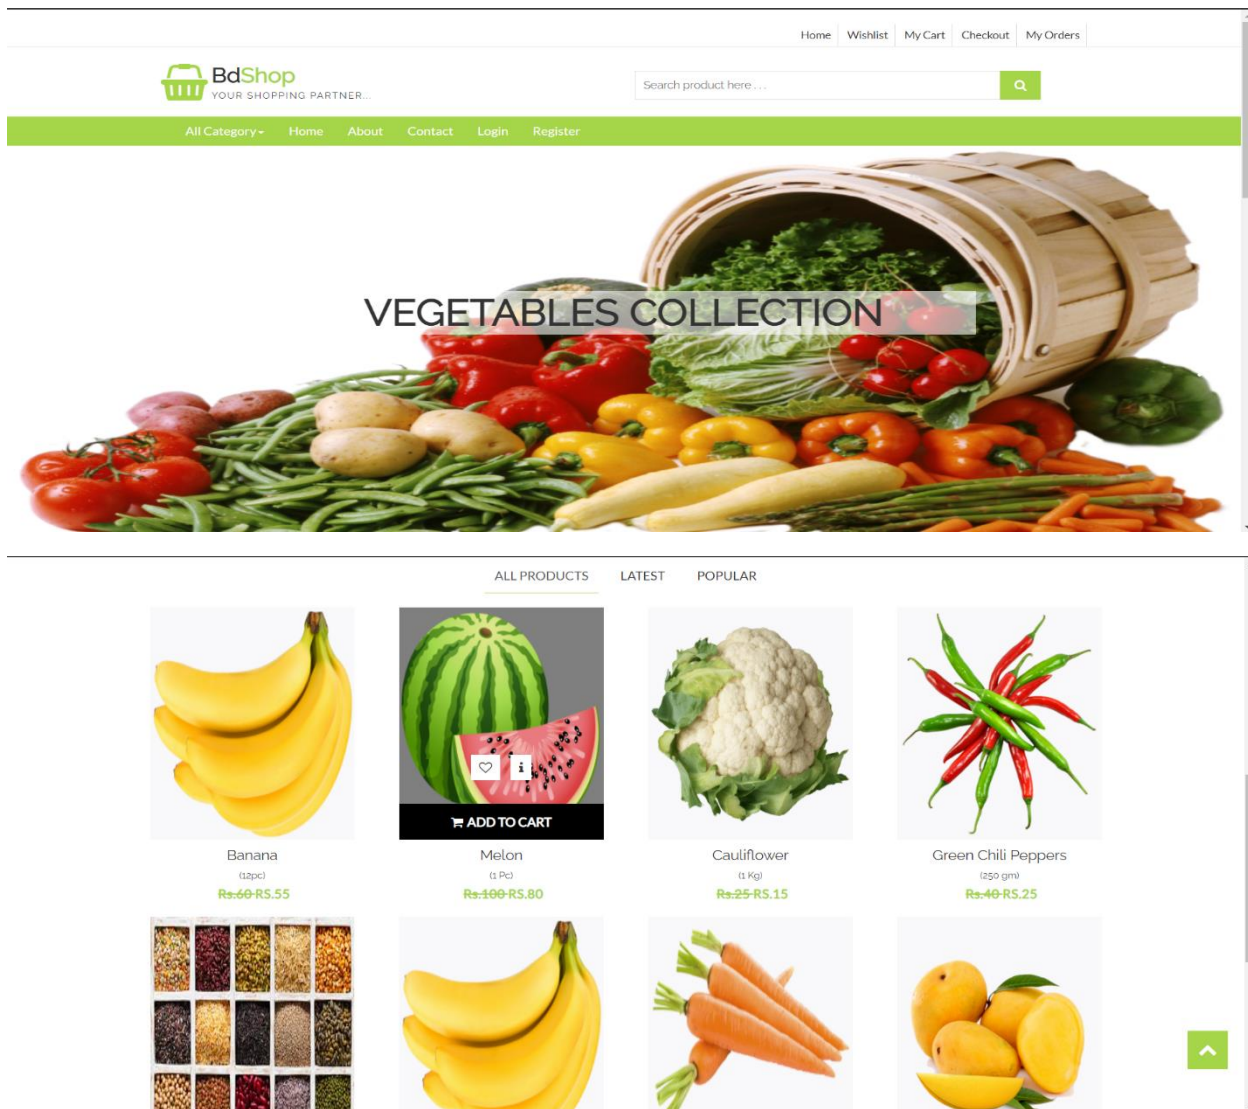 Home Wishlist My Cart Checkout My Orders
BdShop
YOUR SHOPPING PARTNER...
Search product here . . .
All Category Home About Contact Login Register
VEGETABLES COLLECTION
ALL PRODUCTS LATEST POPULAR
ADD TO CART
Banana Melon Cauliflower Green Chili Peppers
(12pc) (1 Pc) (1 Kg) (250 gm)
Rs.60 RS.55 Rs.100 RS.80 Rs.25 RS.15 Rs.40 RS.25